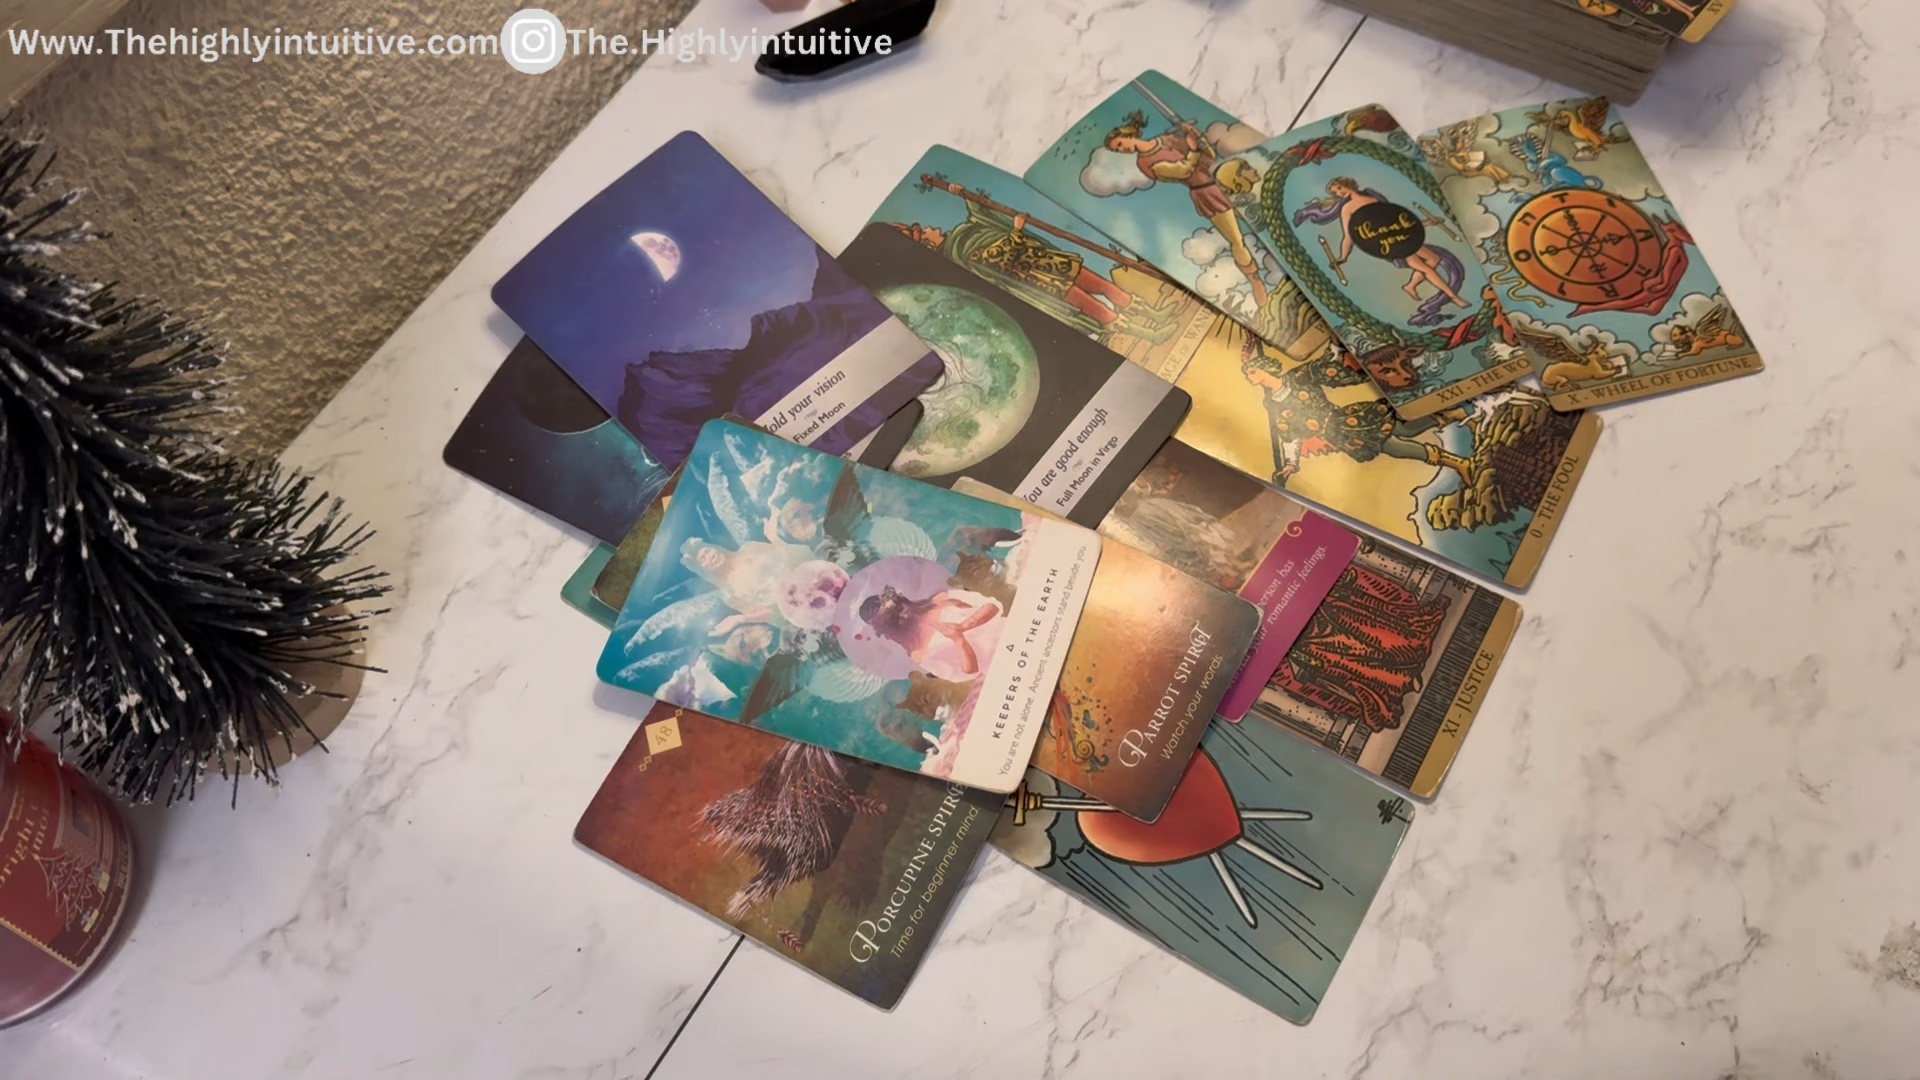 Www.Thehighlyintuitive.com The.Highlyintuitive
Hold your vision
Fixed Moon
You are good enough
Full Moon in Virgo
Thank
you
XXI - THE WO
X - WHEEL OF FORTUNE
0 - THE FOOL
XI - JUSTICE
person has
romantic feelings.
KEEPERS OF THE EARTH
You are not alone. Ancient ancestors stand beside you
PARROT SPIRIT
Watch your words.
48
PORCUPINE SPIRIT
Time for beginner mind